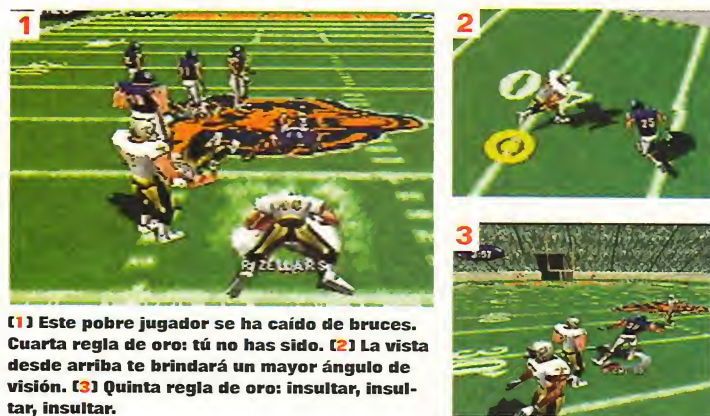 1
2
3
25
[1] Este pobre jugador se ha caído de bruces.
Cuarta regla de oro: tú no has sido. [2] La vista
desde arriba te brindará un mayor ángulo de
visión. [3] Quinta regla de oro: insultar, insul-
tar, insultar.